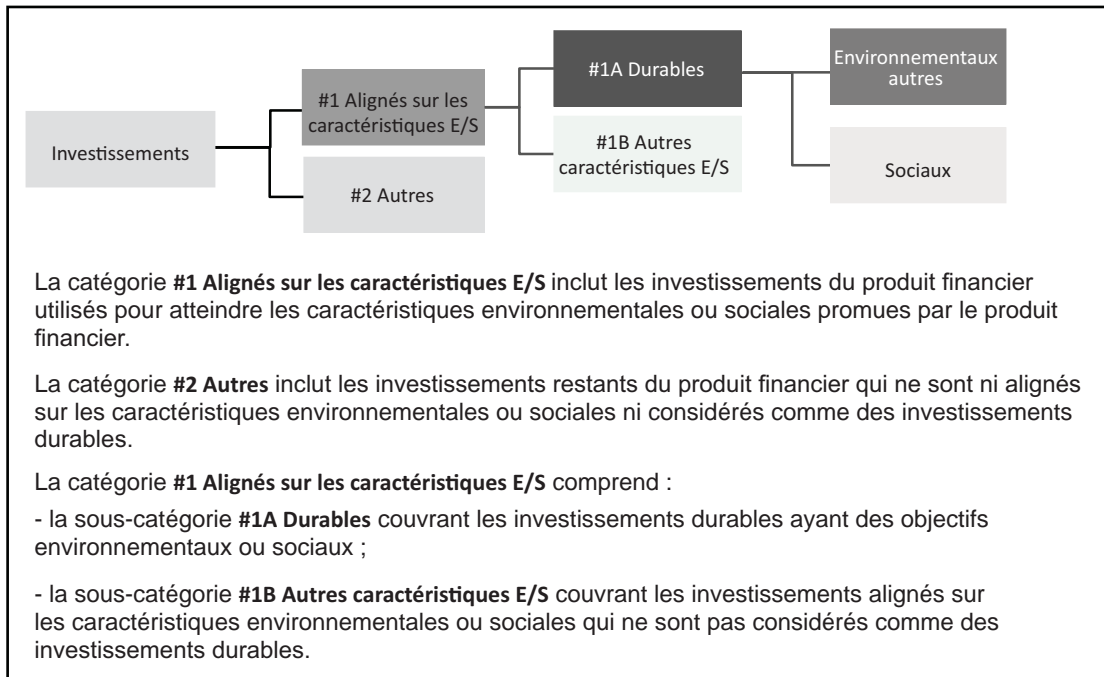 Investissements
#1 Alignés sur les
caractéristiques E/S
#2 Autres
#1A Durables
#1B Autres
caractéristiques E/S
Environnementaux
autres
Sociaux
La catégorie #1 Alignés sur les caractéristiques E/S inclut les investissements du produit financier
utilisés pour atteindre les caractéristiques environnementales ou sociales promues par le produit
financier.
La catégorie #2 Autres inclut les investissements restants du produit financier qui ne sont ni alignés
sur les caractéristiques environnementales ou sociales ni considérés comme des investissements
durables.
La catégorie #1 Alignés sur les caractéristiques E/S comprend :
- la sous-catégorie #1A Durables couvrant les investissements durables ayant des objectifs
environnementaux ou sociaux ;
- la sous-catégorie #1B Autres caractéristiques E/S couvrant les investissements alignés sur
les caractéristiques environnementales ou sociales qui ne sont pas considérés comme des
investissements durables.